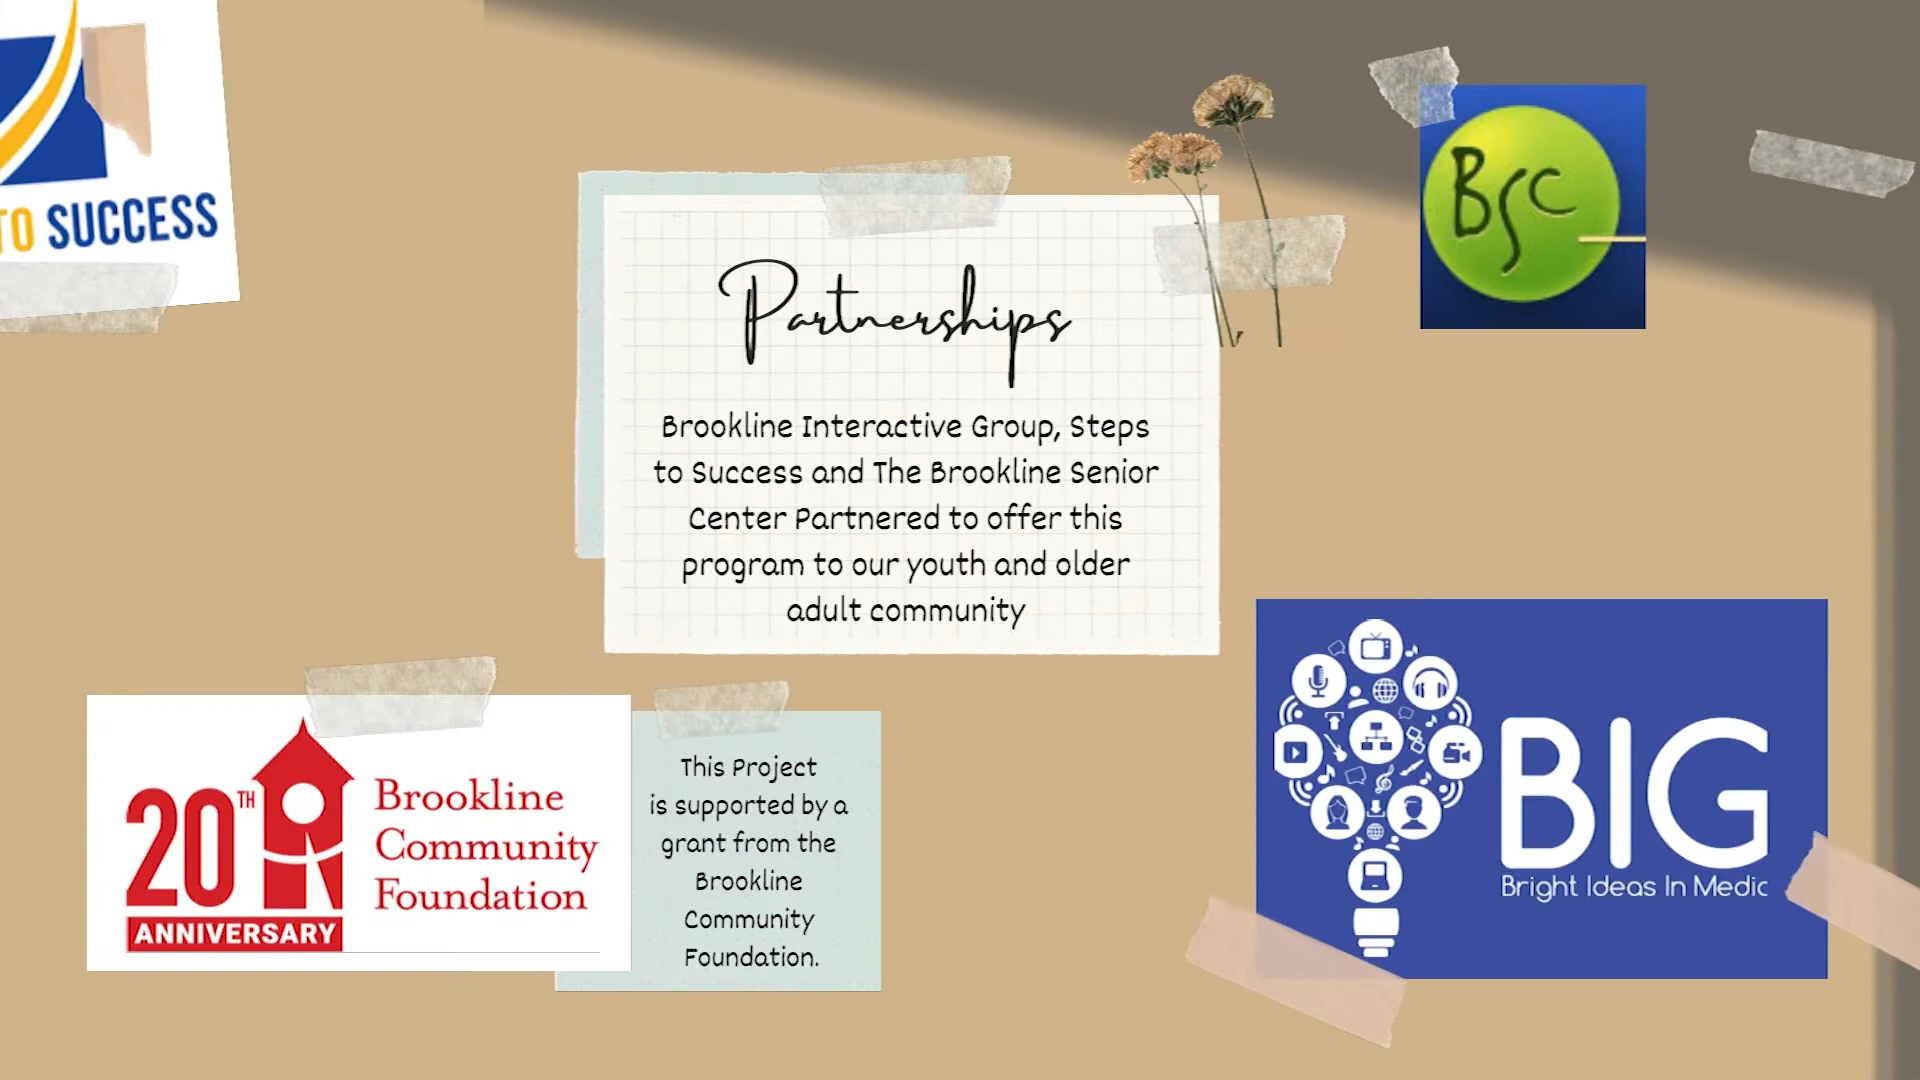 TO SUCCESS
BSC
Partnerships
Brookline Interactive Group, Steps
to Success and The Brookline Senior
Center Partnered to offer this
program to our youth and older
adult community
20TH
ANNIVERSARY
Brookline
Community
Foundation
This Project
is supported by a
grant from the
Brookline
Community
Foundation.
BIG
Bright Ideas In Medic